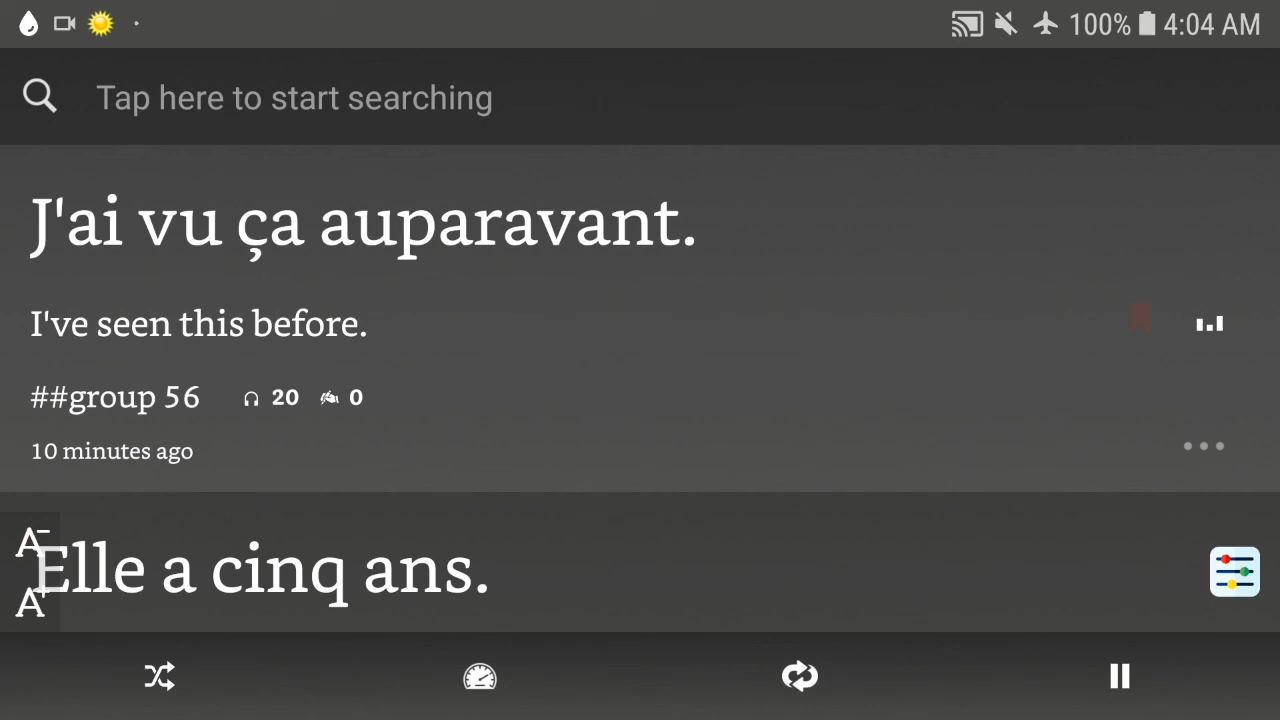 100% 4:04 AM
Tap here to start searching
J'ai vu ça auparavant.
I've seen this before.
##group 56 20 0
10 minutes ago
A-
Elle a cinq ans.
A+